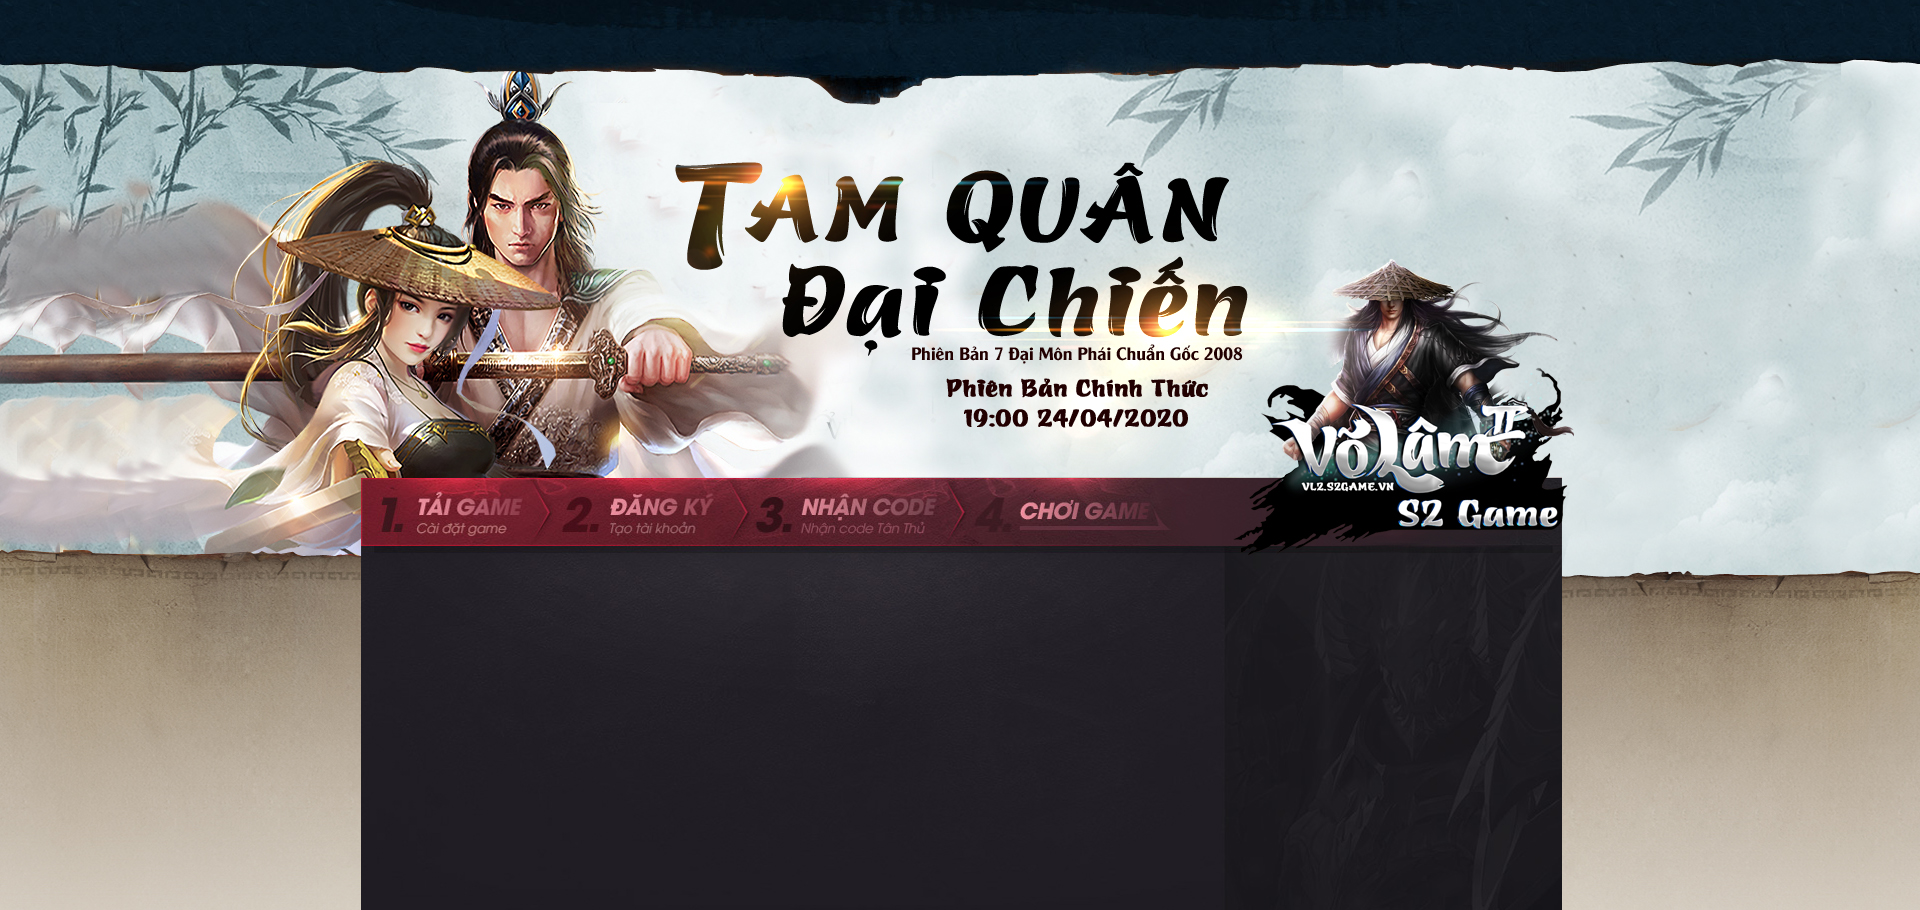 TAM QUÂN
Đại Chiến
Phiên Bản 7 Đại Môn Phái Chuẩn Gốc 2008
Phiên Bản Chính Thức
19:00 24/04/2020
Võ Lâm II
VL2.S2GAME.VN
S2 Game
1. TẢI GAME
Cài đặt game
2. ĐĂNG KÝ
Tạo tài khoản
3. NHẬN CODE
Nhận code Tân Thủ
4. CHƠI GAME